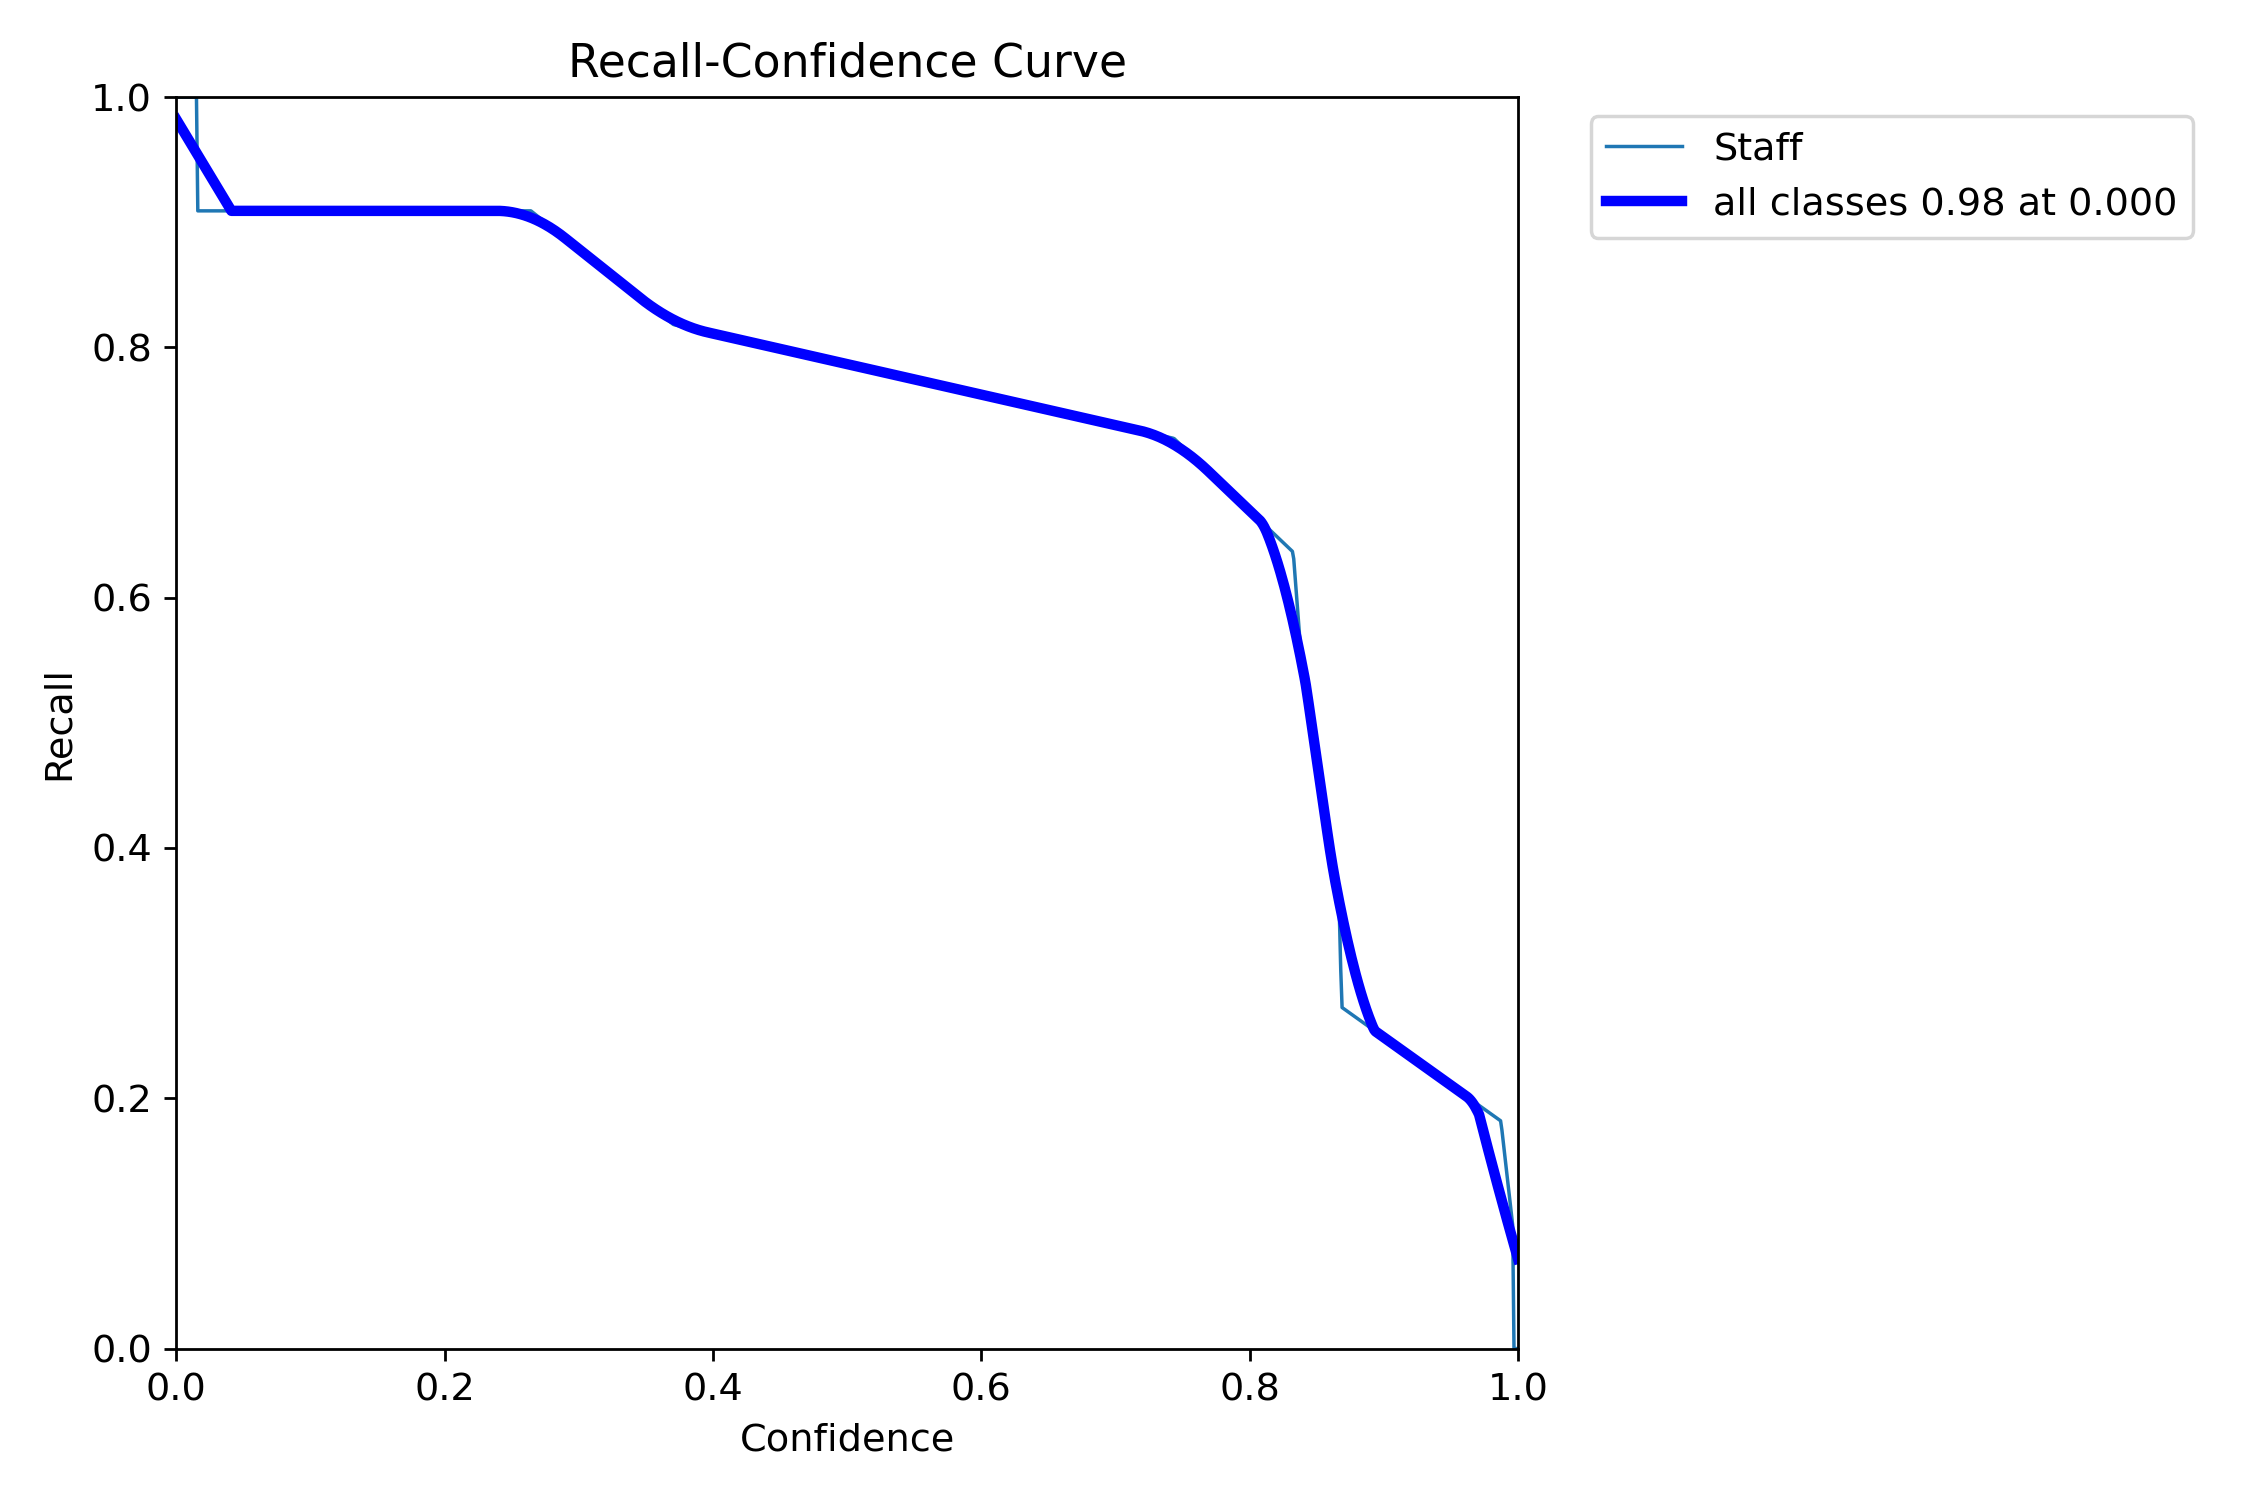 Recall-Confidence Curve
1.0
0.8
0.6
0.4
0.2
0.0
Recall
0.0 0.2 0.4 0.6 0.8 1.0
Confidence
Staff
all classes 0.98 at 0.000